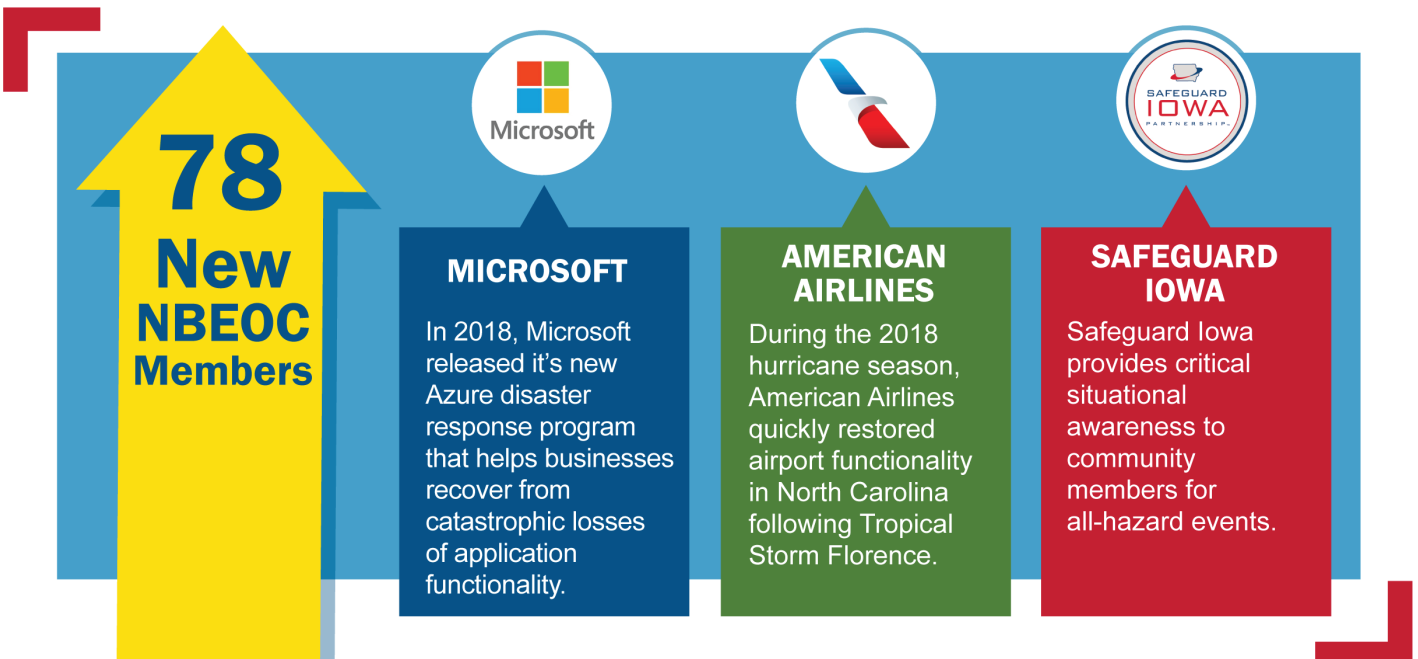 78
New
NBEOC
Members
Microsoft
MICROSOFT
In 2018, Microsoft
released it's new
Azure disaster
response program
that helps businesses
recover from
catastrophic losses
of application
functionality.
AMERICAN
AIRLINES
During the 2018
hurricane season,
American Airlines
quickly restored
airport functionality
in North Carolina
following Tropical
Storm Florence.
SAFEGUARD
IOWA
PARTNERSHIP
SAFEGUARD
IOWA
Safeguard Iowa
provides critical
situational
awareness to
community
members for
all-hazard events.